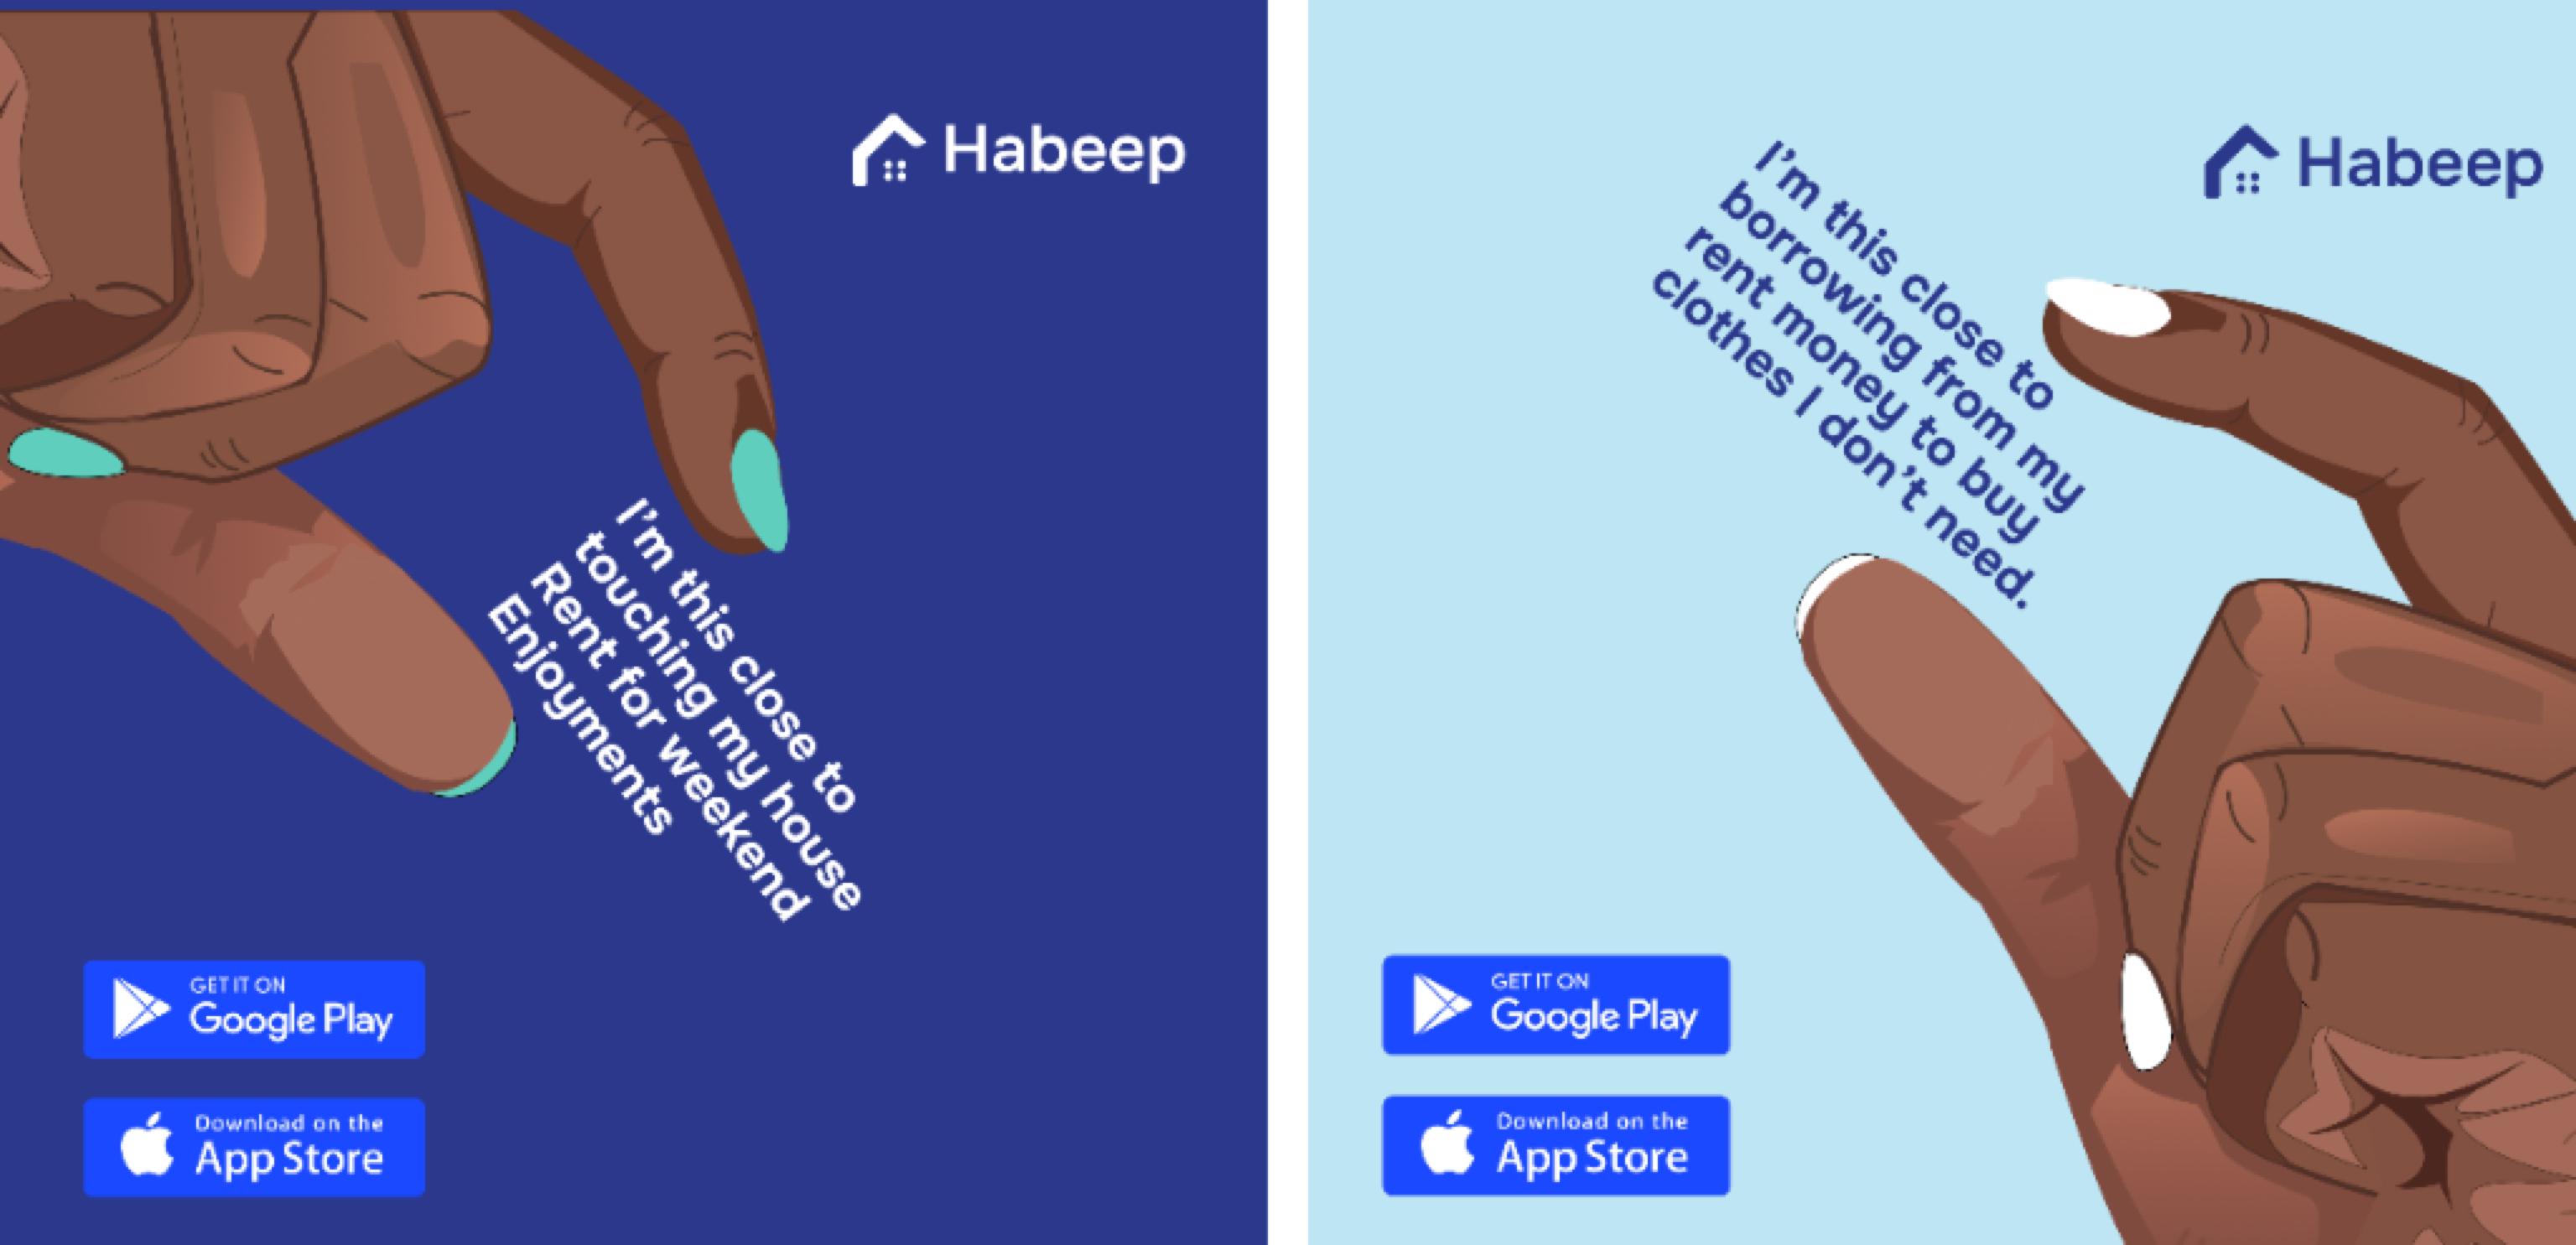 Habeep
I'm this close to
touching my house
Rent for weekend
Enjoyments
GET IT ON
Google Play
Download on the
App Store
Habeep
I'm this close to
borrowing from my
rent money to buy
clothes I don't need.
GET IT ON
Google Play
Download on the
App Store